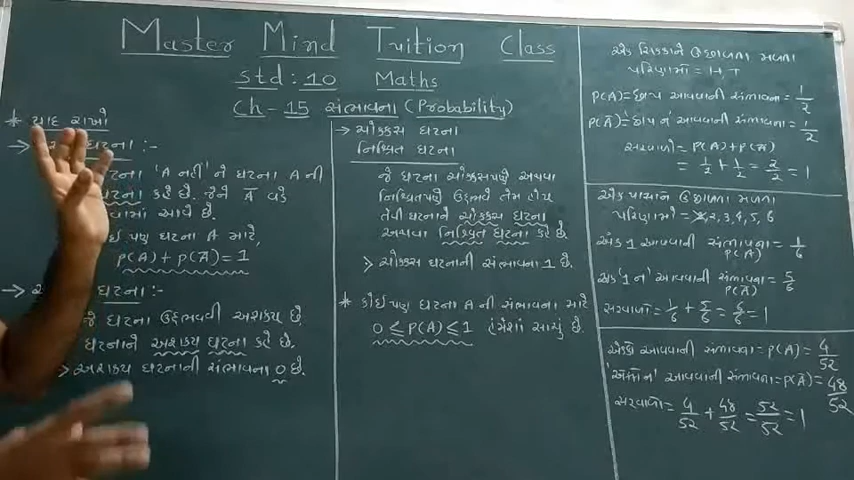 Master Mind Tuition Class
std : 10 Maths
Ch - 15 સંભાવના (Probability)
* યાદ રાખો
→ ઘટના :-
ઘટના 'A નહીં' ને ઘટના A ની
ઘટના કહે છે. જેને A̅ વડે
માં આવે છે.
પણ ઘટના A માટે,
P(A) + P(A̅) = 1
→ ઘટના :-
જે ઘટના ઉદ્દભવવી અશક્ય છે.
ઘટનાને અશક્ય ઘટના કહે છે.
> અશક્ય ઘટનાની સંભાવના 0 છે.
→ ચોક્કસ ઘટના
નિશ્ચિત ઘટના
જે ઘટના ચોક્કસપણે અથવા
નિશ્ચિતપણે ઉદ્દભવે તેમ હોય
તેવી ઘટનાને ચોક્કસ ઘટના
અથવા નિશ્ચિત ઘટના કહે છે.
> ચોક્કસ ઘટનાની સંભાવના 1 છે.
* કોઈપણ ઘટના A ની સંભાવના માટે
0 ≤ P(A) ≤ 1 હંમેશાં સાચું છે.
એક સિક્કાને ઉછાળતા મળતા
પરિણામો = H, T
P(A) = છાપ આવવાની સંભાવના = 1/2
P(A̅) = 'છાપ ન' આવવાની સંભાવના = 1/2
સરવાળો = P(A) + P(A̅)
= 1/2 + 1/2 = 2/2 = 1
એક પાસાને ઉછાળતા મળતા
પરિણામો = 1, 2, 3, 4, 5, 6
અંક 1 આવવાની સંભાવના P(A) = 1/6
અંક '1 ન' આવવાની સંભાવના P(A̅) = 5/6
સરવાળો = 1/6 + 5/6 = 6/6 = 1
એક્કો આવવાની સંભાવના = P(A) = 4/52
'એક્કો ન' આવવાની સંભાવના = P(A̅) = 48/52
સરવાળો = 4/52 + 48/52 = 52/52 = 1